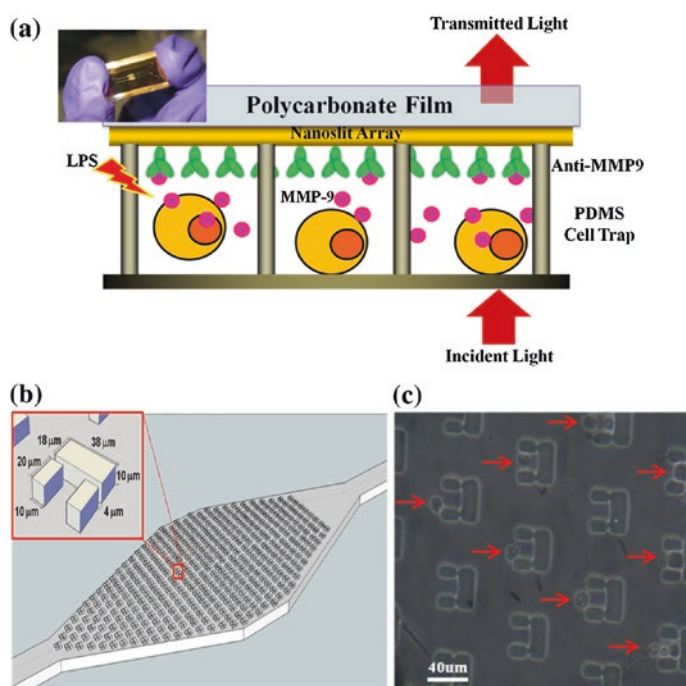 (a)
Transmitted Light
Polycarbonate Film
Nanoslit Array
LPS
Anti-MMP9
MMP-9
PDMS
Cell Trap
Incident Light
(b)
(c)
18 μm
38 μm
20 μm
10 μm
10 μm
4 μm
40um